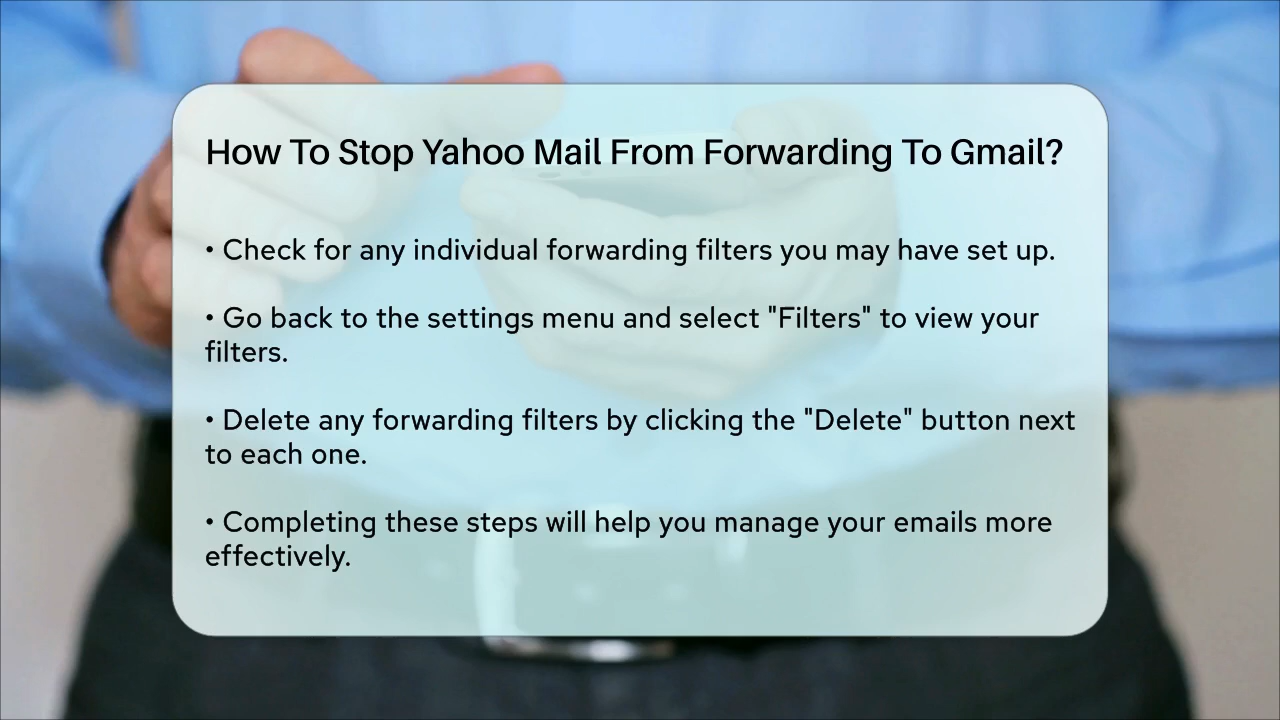 How To Stop Yahoo Mail From Forwarding To Gmail?
• Check for any individual forwarding filters you may have set up.
• Go back to the settings menu and select "Filters" to view your
filters.
• Delete any forwarding filters by clicking the "Delete" button next
to each one.
• Completing these steps will help you manage your emails more
effectively.